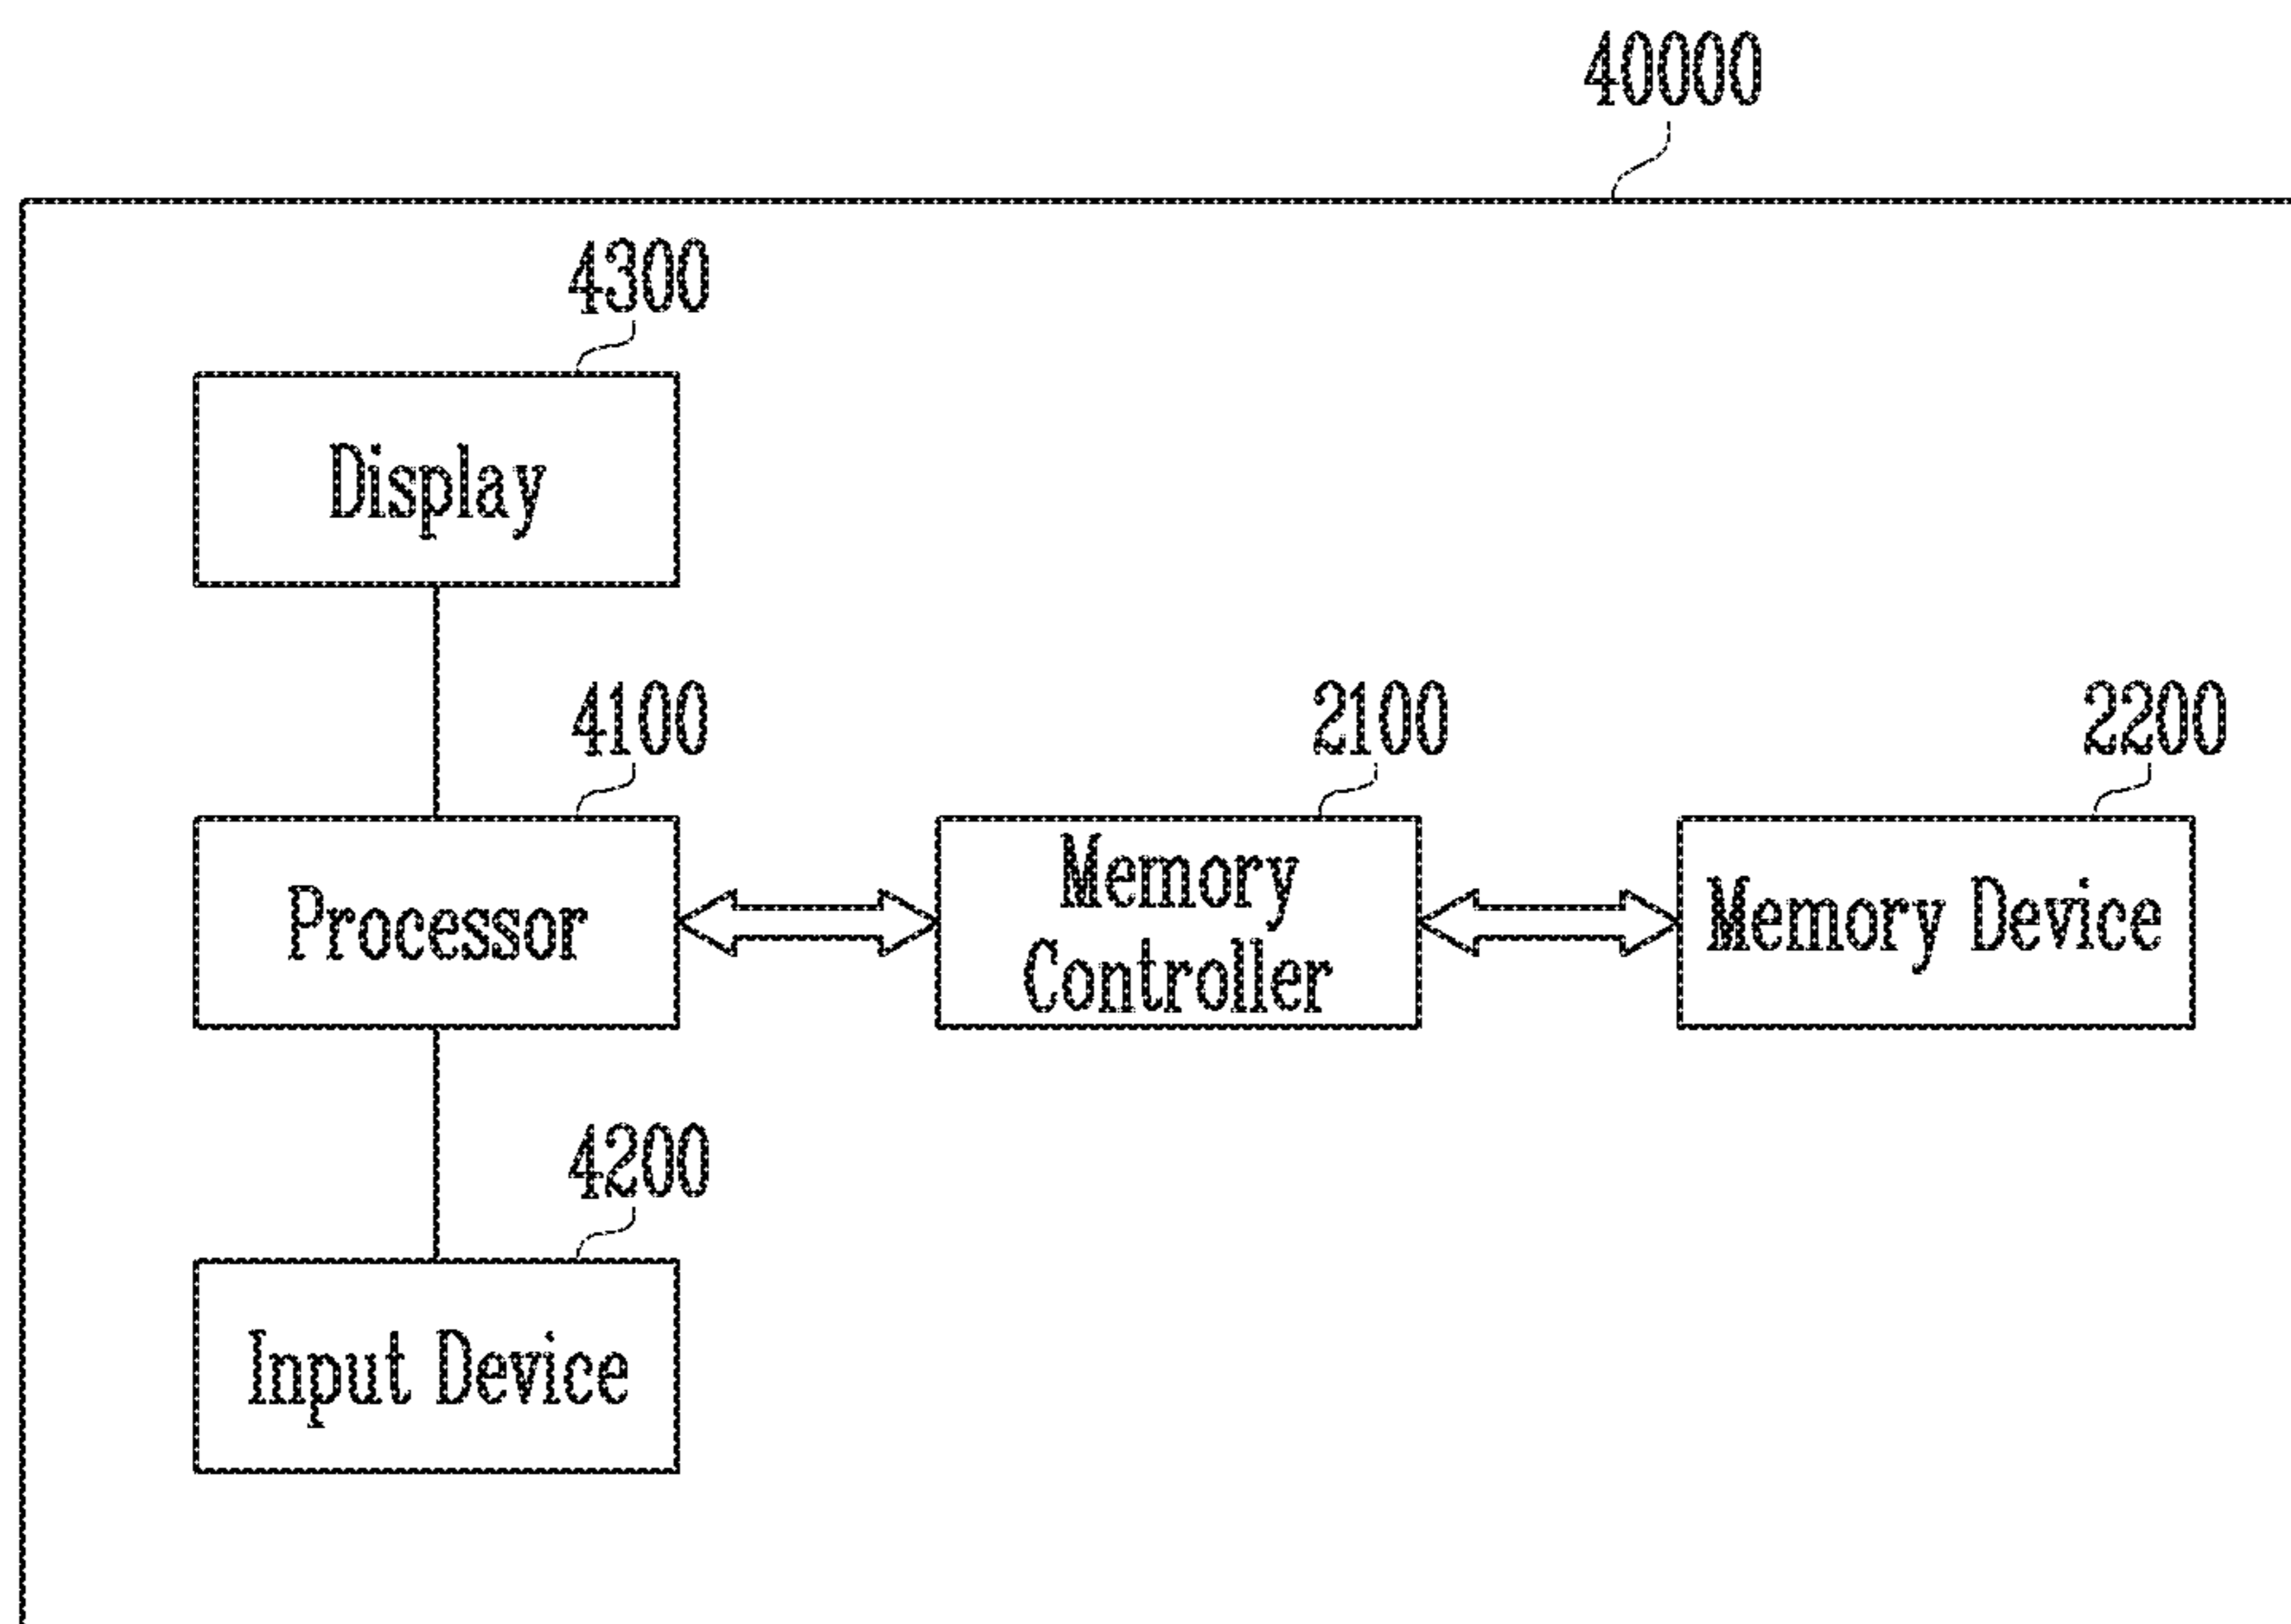 40000
4300
Display
4100
2100
2200
Processor
Memory
Controller
Memory Device
4200
Input Device